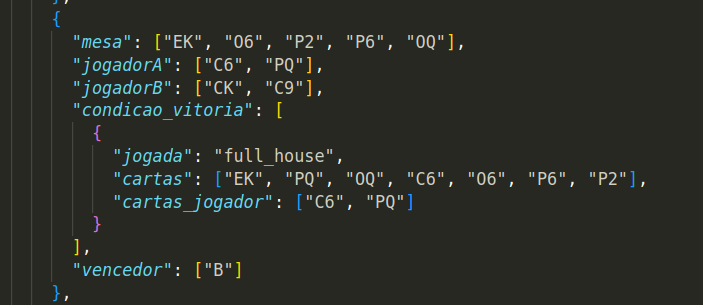 },
{
"mesa": ["EK", "O6", "P2", "P6", "OQ"],
"jogadorA": ["C6", "PQ"],
"jogadorB": ["CK", "C9"],
"condicao_vitoria": [
{
"jogada": "full_house",
"cartas": ["EK", "PQ", "OQ", "C6", "O6", "P6", "P2"],
"cartas_jogador": ["C6", "PQ"]
}
],
"vencedor": ["B"]
},